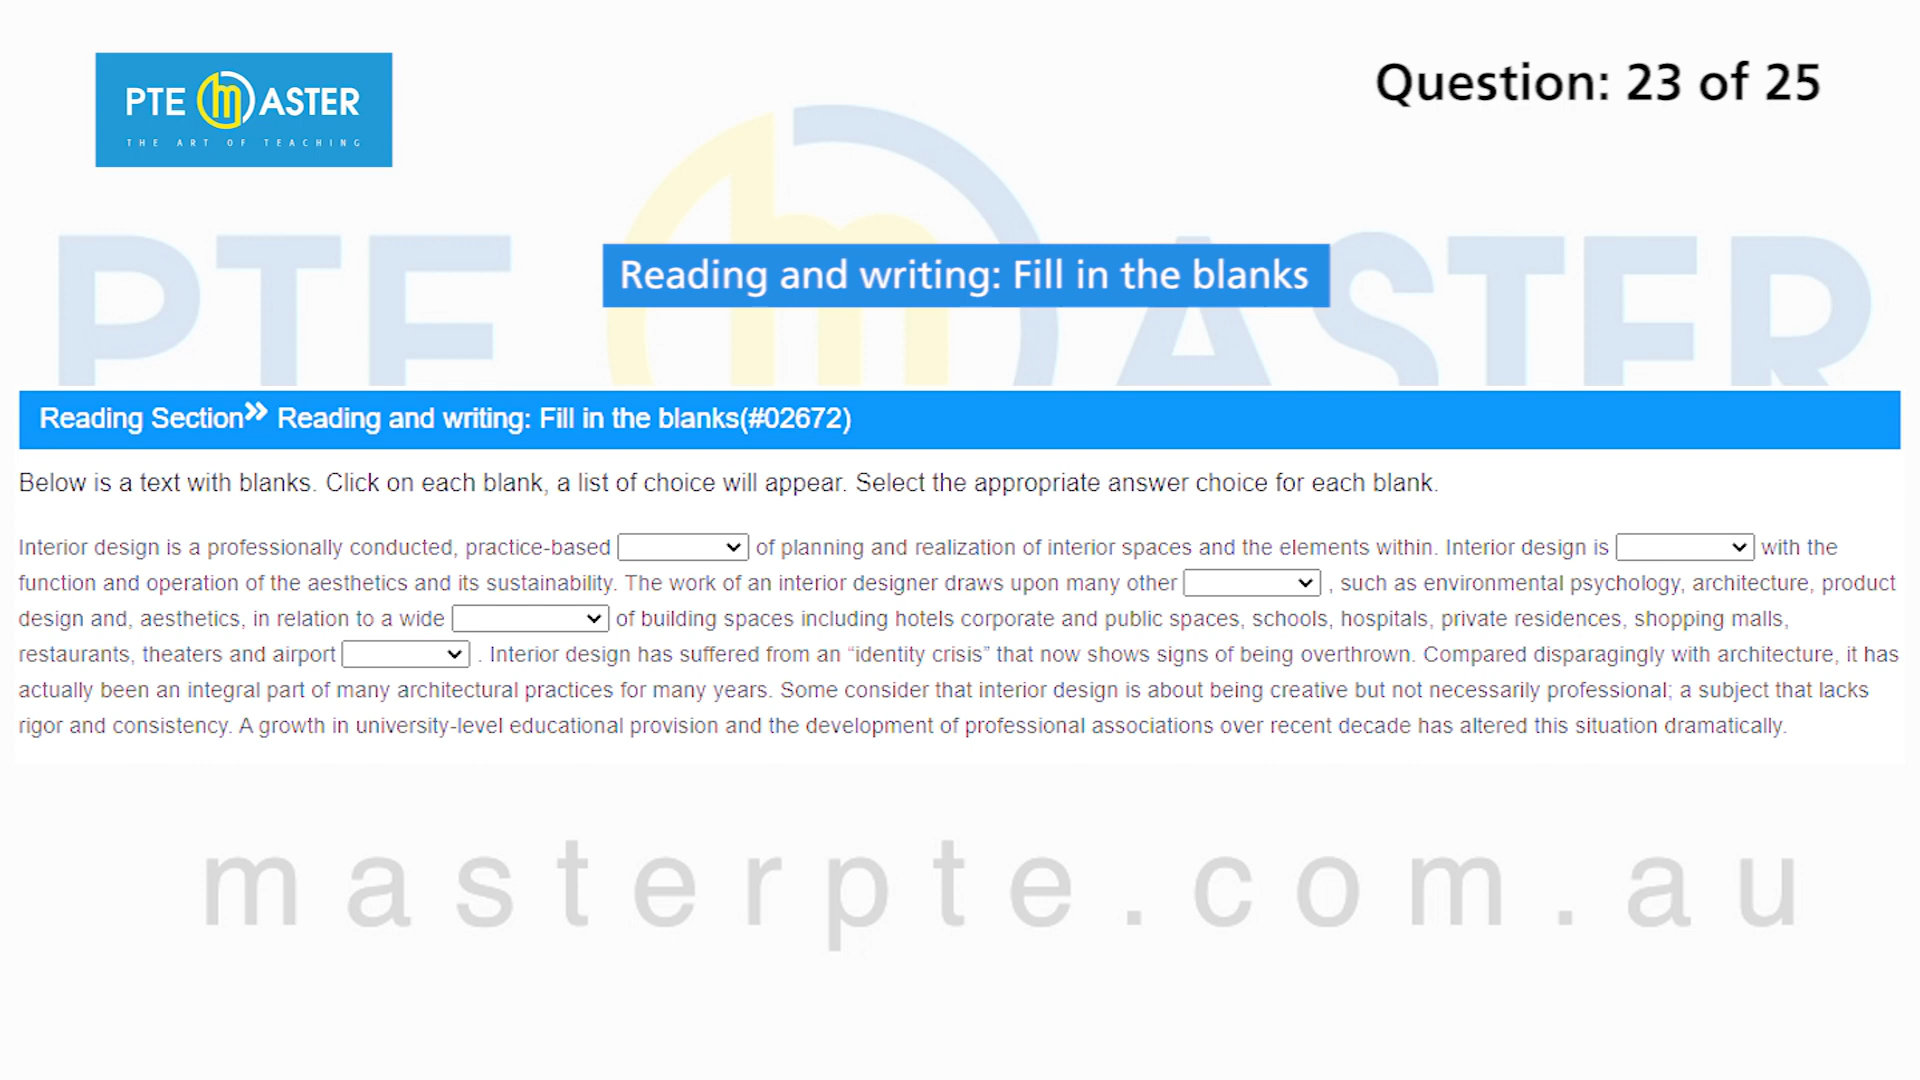 PTE MASTER
THE ART OF TEACHING
Question: 23 of 25
PTE MASTER
Reading and writing: Fill in the blanks
Reading Section» Reading and writing: Fill in the blanks(#02672)
Below is a text with blanks. Click on each blank, a list of choice will appear. Select the appropriate answer choice for each blank.
Interior design is a professionally conducted, practice-based of planning and realization of interior spaces and the elements within. Interior design is with the
function and operation of the aesthetics and its sustainability. The work of an interior designer draws upon many other , such as environmental psychology, architecture, product
design and, aesthetics, in relation to a wide of building spaces including hotels corporate and public spaces, schools, hospitals, private residences, shopping malls,
restaurants, theaters and airport . Interior design has suffered from an “identity crisis” that now shows signs of being overthrown. Compared disparagingly with architecture, it has
actually been an integral part of many architectural practices for many years. Some consider that interior design is about being creative but not necessarily professional; a subject that lacks
rigor and consistency. A growth in university-level educational provision and the development of professional associations over recent decade has altered this situation dramatically.
masterpte.com.au